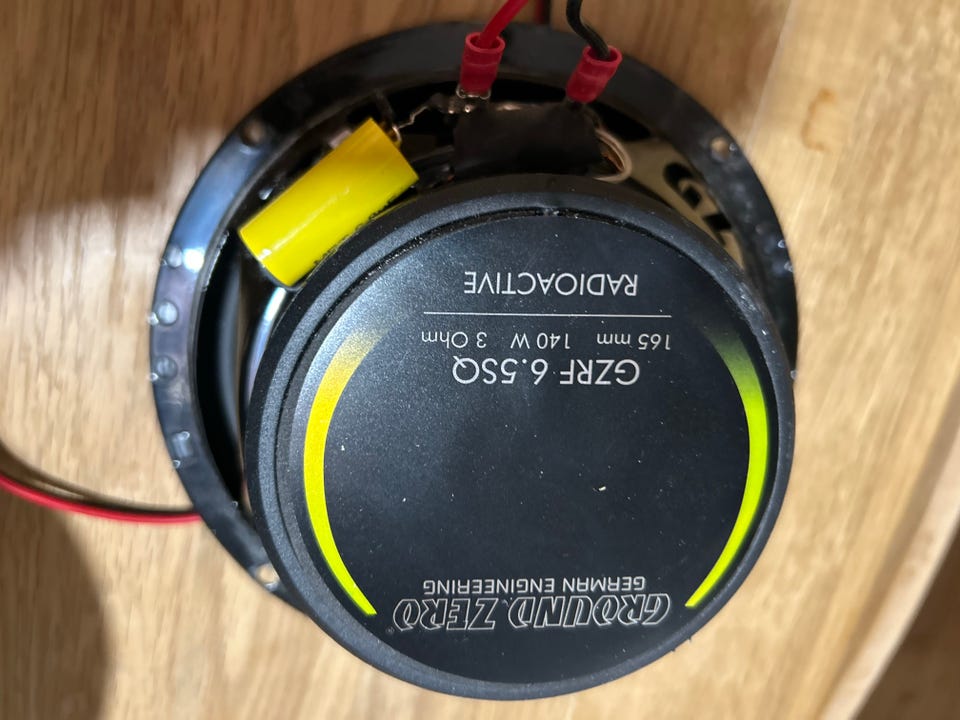 GROUND ZERO
GERMAN ENGINEERING
GZRF 6.5SQ
165 mm 140 W 3 Ohm
RADIOACTIVE